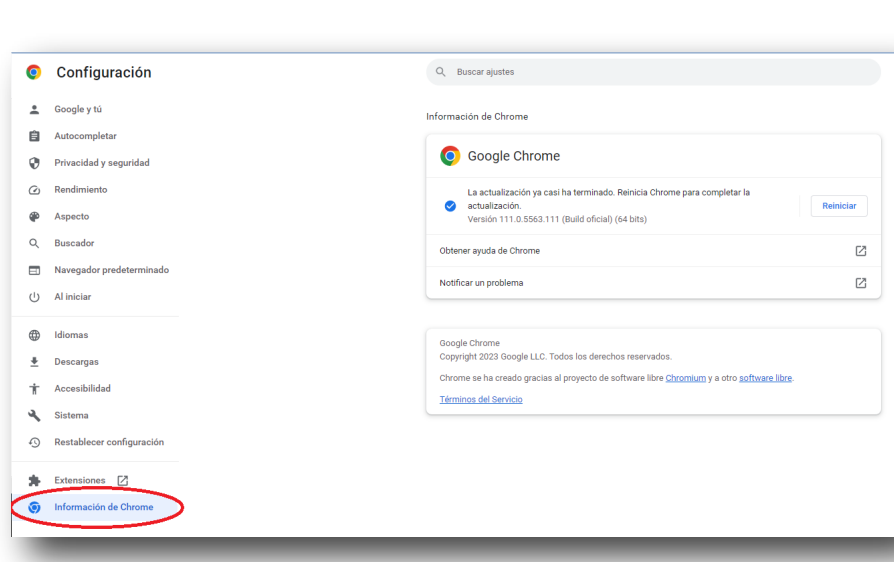 Configuración
Buscar ajustes
Google y tú
Autocompletar
Privacidad y seguridad
Rendimiento
Aspecto
Buscador
Navegador predeterminado
Al iniciar
Idiomas
Descargas
Accesibilidad
Sistema
Restablecer configuración
Extensiones
Información de Chrome
Información de Chrome
Google Chrome
La actualización ya casi ha terminado. Reinicia Chrome para completar la
actualización.
Versión 111.0.5563.111 (Build oficial) (64 bits)
Reiniciar
Obtener ayuda de Chrome
Notificar un problema
Google Chrome
Copyright 2023 Google LLC. Todos los derechos reservados.
Chrome se ha creado gracias al proyecto de software libre Chromium y a otro software libre.
Términos del Servicio